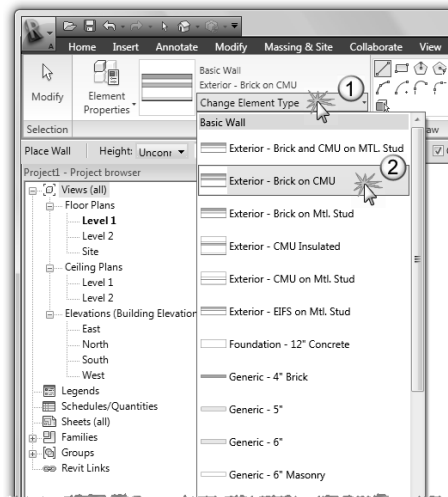 Home Insert Annotate Modify Massing & Site Collaborate View
Modify
Element
Properties
Basic Wall
Exterior - Brick on CMU
Change Element Type
1
Selection
Basic Wall
aw
Place Wall Height: Unconr
Exterior - Brick and CMU on MTL. Stud
Project1 - Project browser
2
Exterior - Brick on CMU
Views (all)
Floor Plans
Level 1
Exterior - Brick on Mtl. Stud
Level 2
Site
Exterior - CMU Insulated
Ceiling Plans
Level 1
Exterior - CMU on Mtl. Stud
Level 2
Elevations (Building Elevation
Exterior - EIFS on Mtl. Stud
East
North
Foundation - 12" Concrete
South
West
Generic - 4" Brick
Legends
Schedules/Quantities
Generic - 5"
Sheets (all)
Families
Generic - 6"
Groups
Revit Links
Generic - 6" Masonry